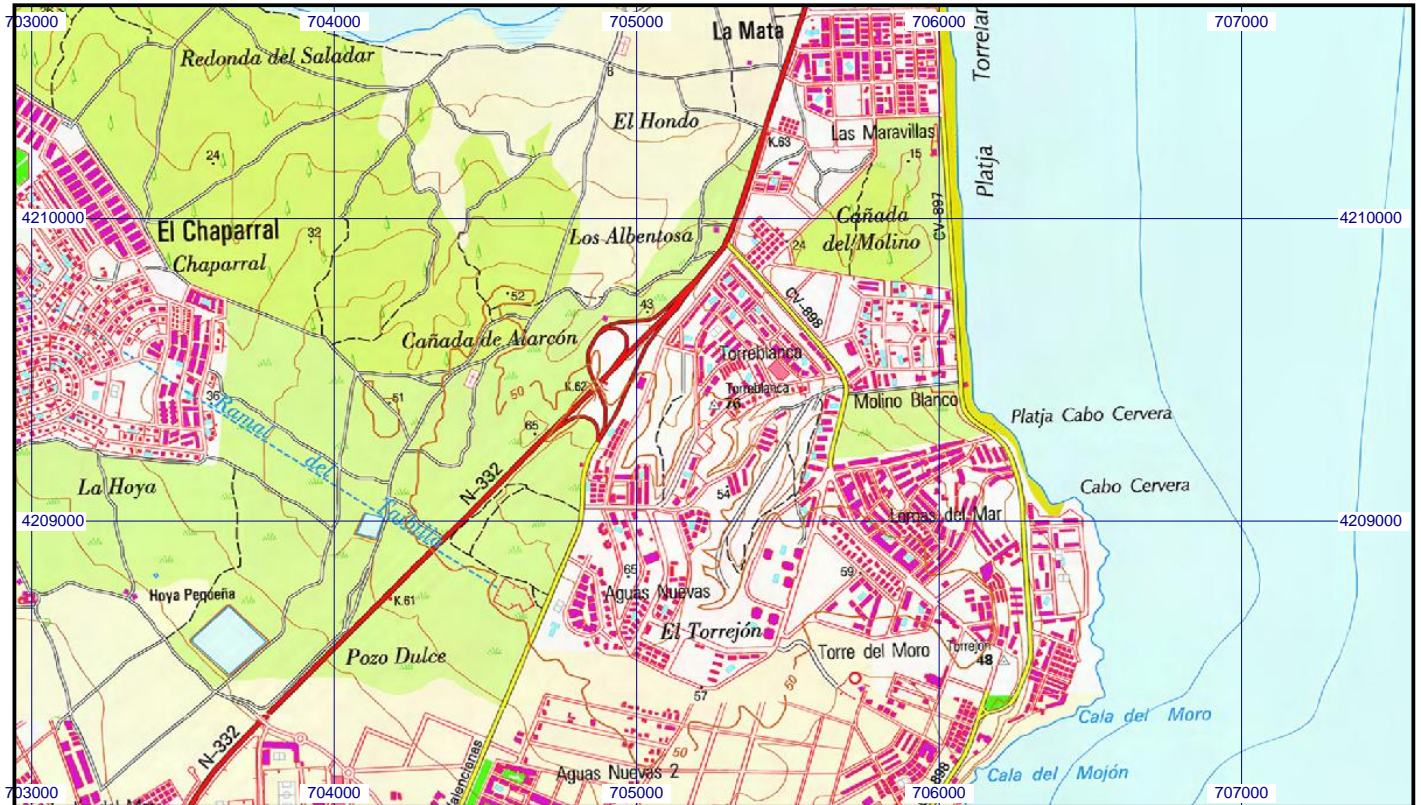 703000
704000
705000
706000
707000
Redonda del Saladar
8
La Mata
Platja Torrelar
El Hondo
K.63
Las Maravillas
24
15
4210000
4210000
El Chaparral
Chaparral
32
Los Albentosa
Cañada
del Molino
24
CV-897
52
43
CV-898
Cañada de Alarcón
Torreblanca
K.62
50
Torreblanca
76
51
36
65
Molino Blanco
Platja Cabo Cervera
Ramal del Taibilla
La Hoya
N-332
54
Cabo Cervera
4209000
Lomas del Mar
4209000
65
59
Hoya Pequeña
K.61
Aguas Nuevas
El Torrejón
Pozo Dulce
Torre del Moro
Torrejón
48
57
50
Cala del Moro
N-332
50
Valencianas
Aguas Nuevas 2
898
Cala del Mojón
703000
704000
705000
706000
707000